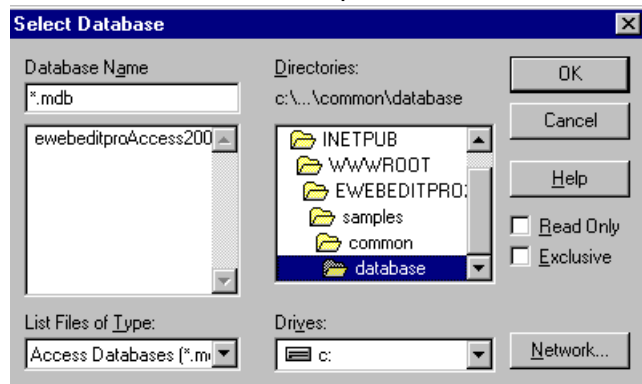 Select Database
Database Name
*.mdb
ewebeditproAccess200
Directories:
c:\...\common\database
INETPUB
WWWROOT
EWEBEDITPRO2
samples
common
database
OK
Cancel
Help
Read Only
Exclusive
List Files of Type:
Access Databases (*.m
Drives:
c:
Network...